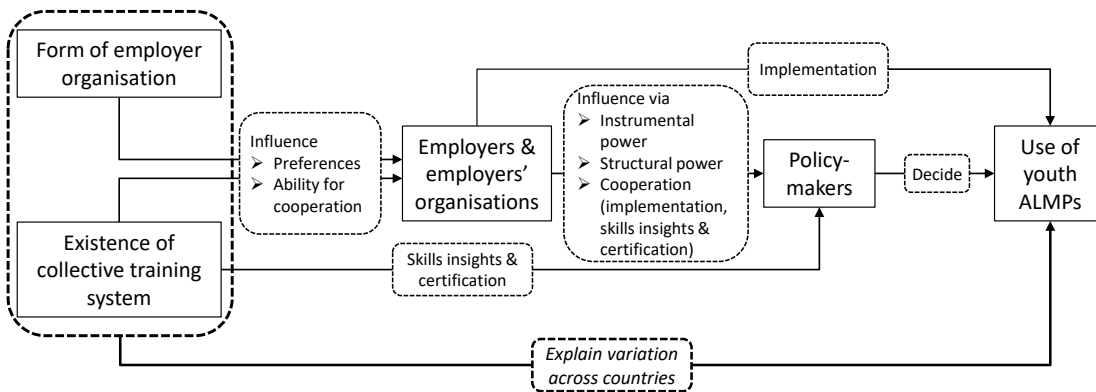 Form of employer
organisation
Existence of
collective training
system
Influence
➢ Preferences
➢ Ability for
cooperation
Employers &
employers’
organisations
Skills insights &
certification
Influence via
➢ Instrumental
power
➢ Structural power
➢ Cooperation
(implementation,
skills insights &
certification)
Implementation
Policy-
makers
Decide
Use of
youth
ALMPs
Explain variation
across countries